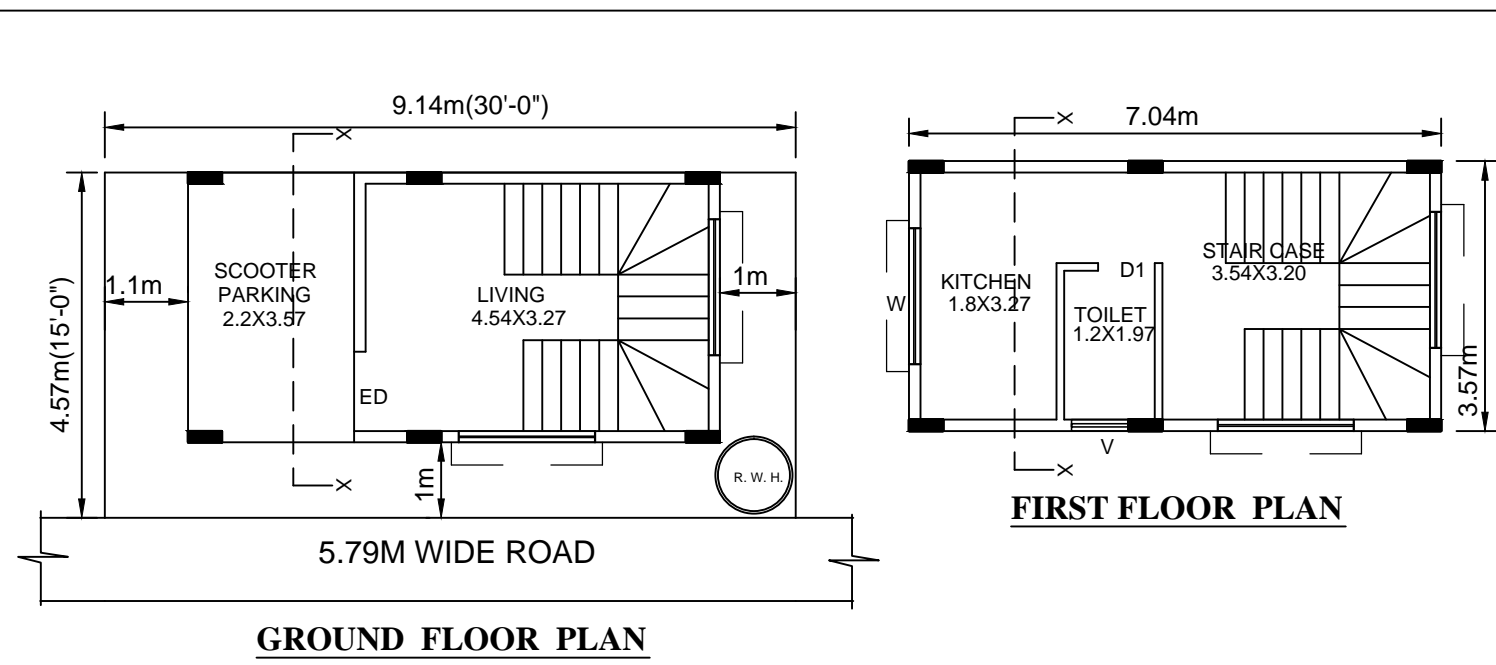 9.14m(30'-0")
X
4.57m(15'-0")
1.1m
SCOOTER
PARKING
2.2X3.57
LIVING
4.54X3.27
1m
ED
1m
R. W. H.
X
5.79M WIDE ROAD
GROUND FLOOR PLAN
7.04m
X
W
KITCHEN
1.8X3.27
D1
TOILET
1.2X1.97
STAIR CASE
3.54X3.20
3.57m
V
X
FIRST FLOOR PLAN